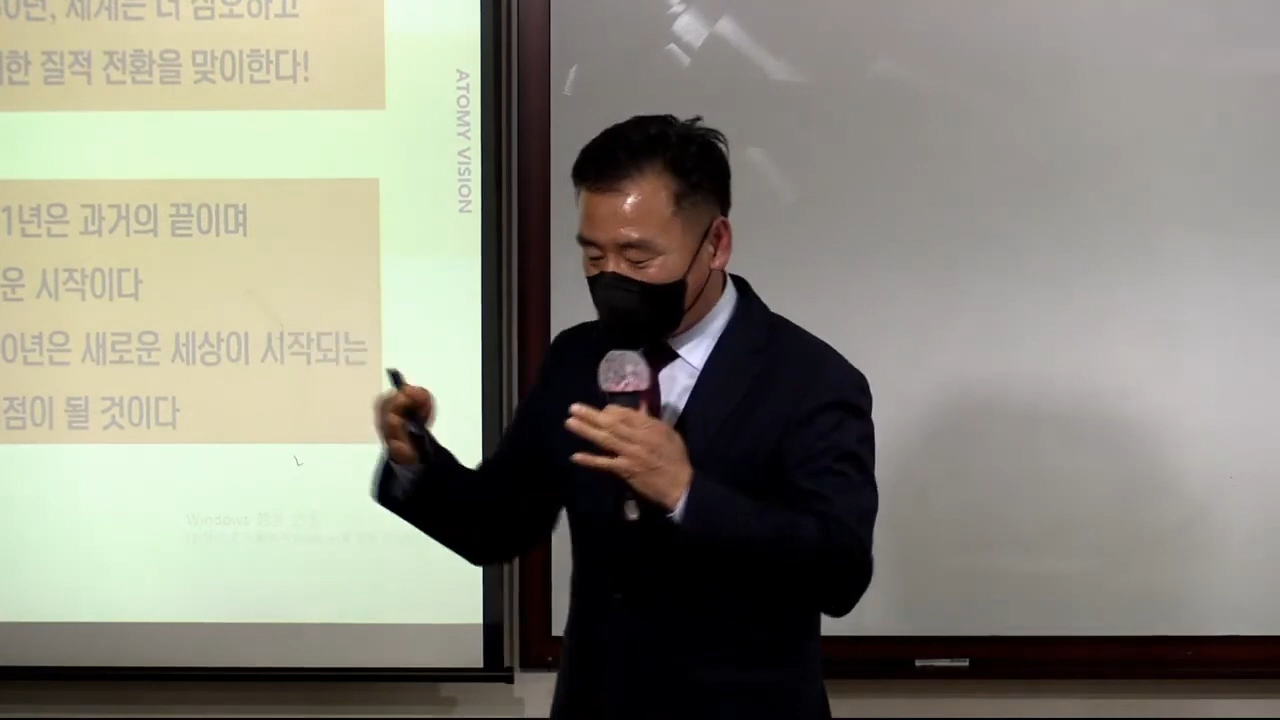 0년, 세계는 더 심오하고
한 질적 전환을 맞이한다!
ATOMY VISION
1년은 과거의 끝이며
운 시작이다
0년은 새로운 세상이 시작되는
점이 될 것이다
Windows